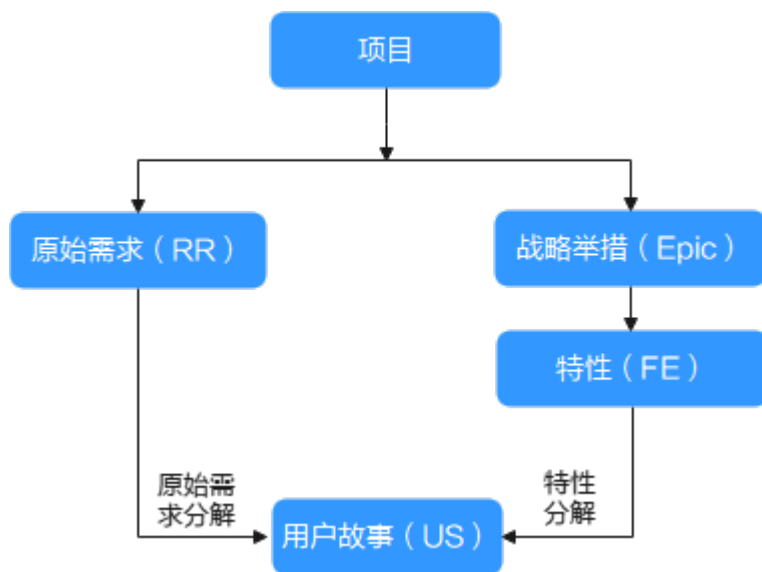 项目
原始需求（RR）
战略举措（Epic）
特性（FE）
原始需
求分解
特性
分解
用户故事（US）